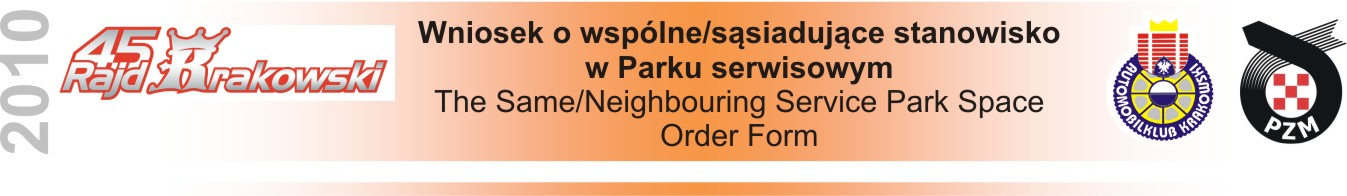 2010
45
Rajd Krakowski
Wniosek o wspólne/sąsiadujące stanowisko
w Parku serwisowym
The Same/Neighbouring Service Park Space
Order Form
AUTOMOBILKLUB KRAKOWSKI
PZM